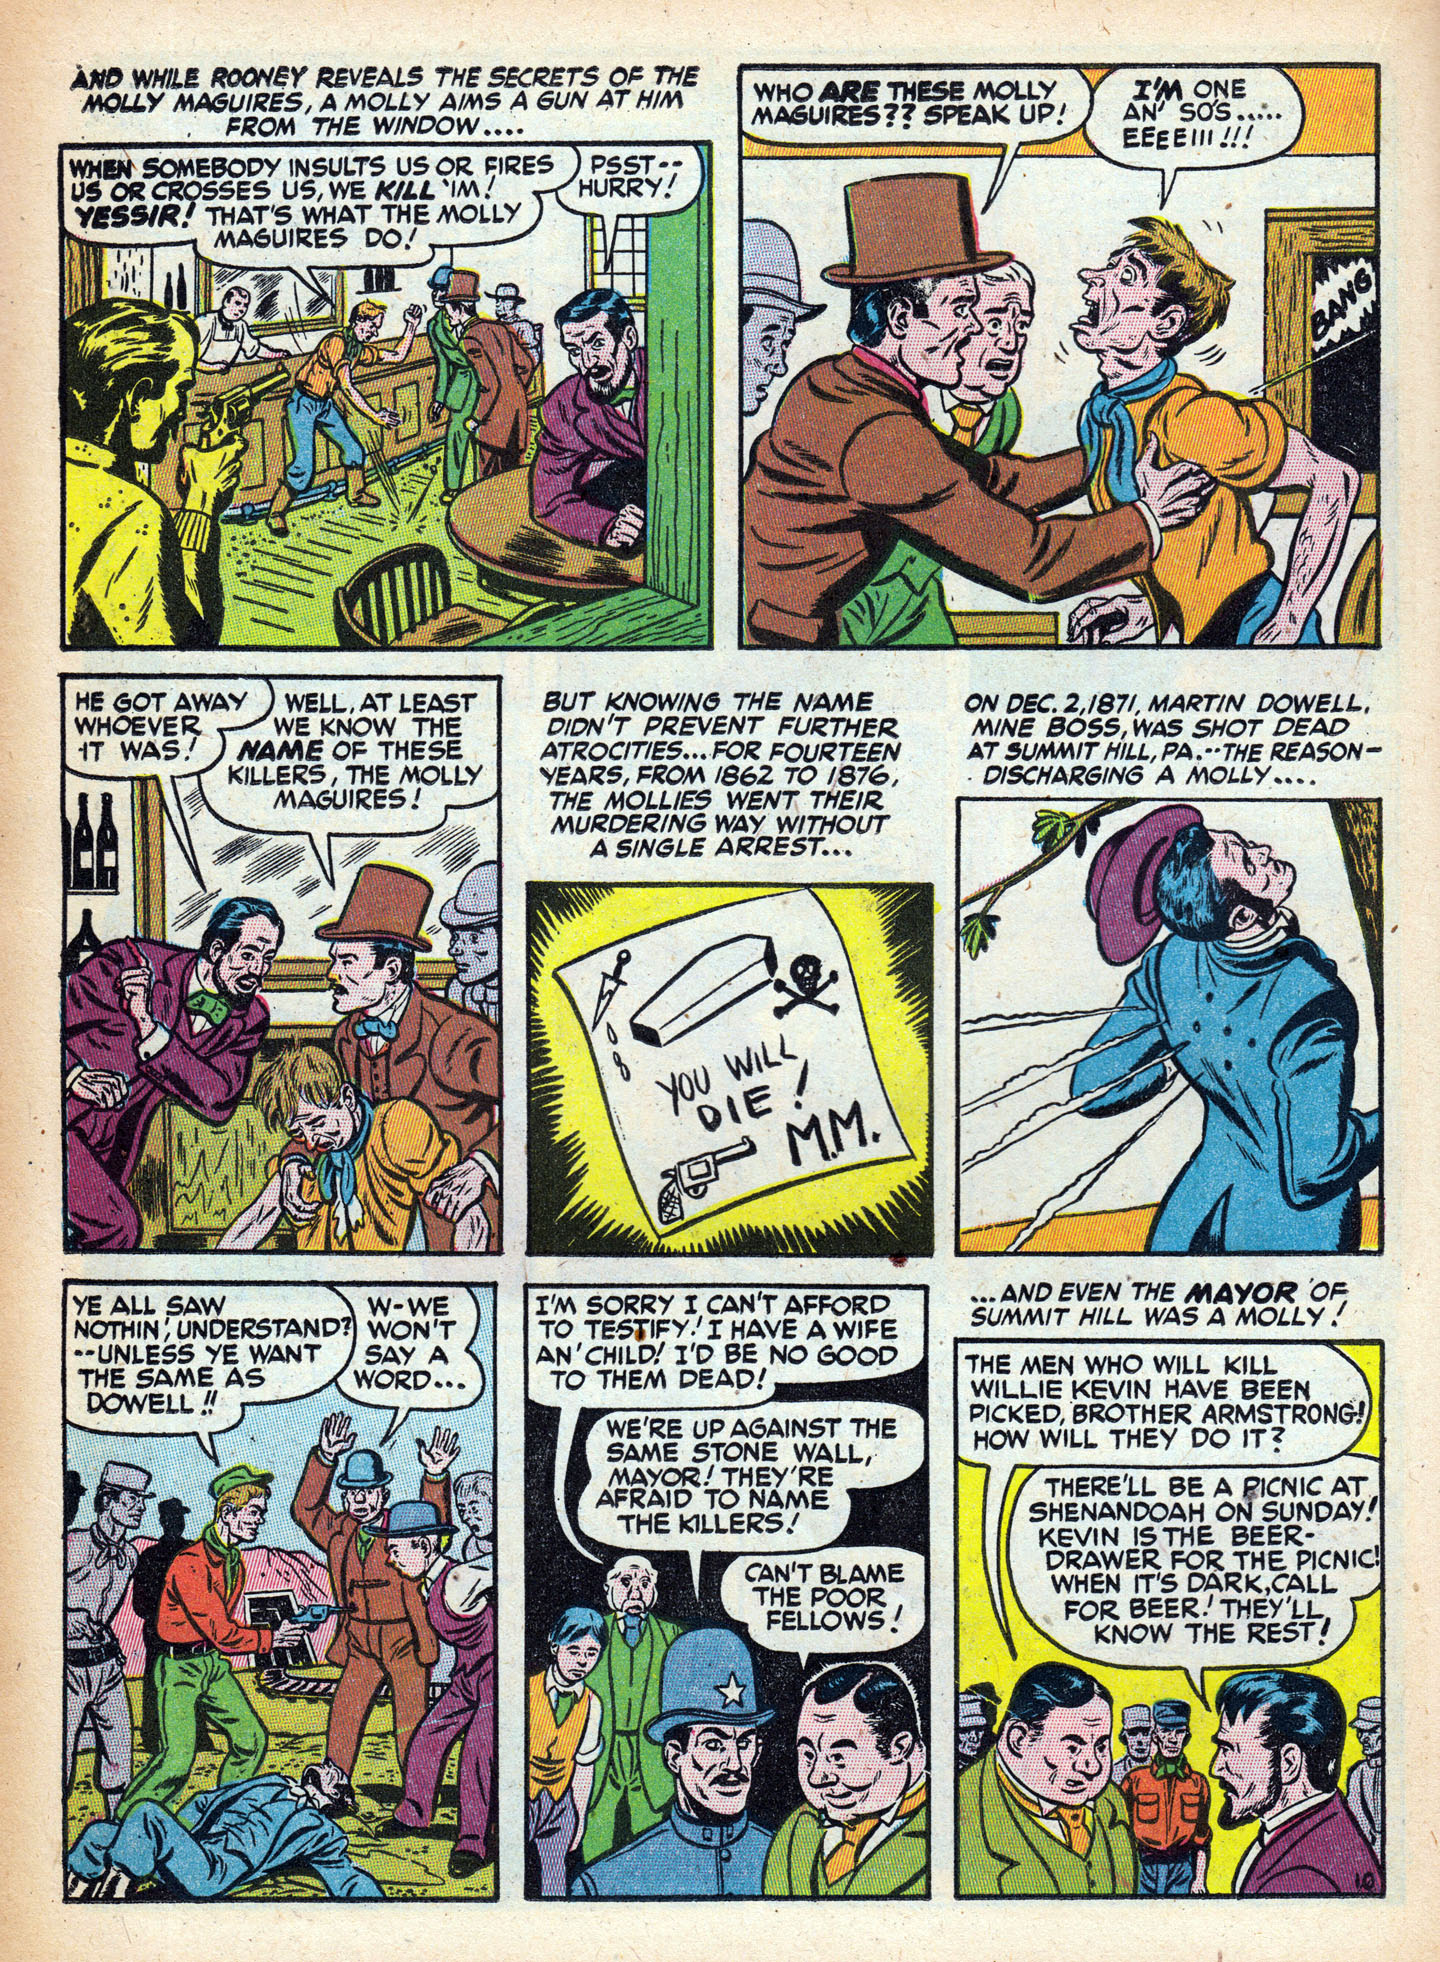 AND WHILE ROONEY REVEALS THE SECRETS OF THE
MOLLY MAGUIRES, A MOLLY AIMS A GUN AT HIM
FROM THE WINDOW....
WHEN SOMEBODY INSULTS US OR FIRES
US OR CROSSES US, WE KILL 'IM!
YESSIR! THAT'S WHAT THE MOLLY
MAGUIRES DO!
PSST--
HURRY!
WHO ARE THESE MOLLY
MAGUIRES?? SPEAK UP!
I'M ONE
AN' SO'S.....
EEEEIII!!!
BANG
HE GOT AWAY
WHOEVER
IT WAS!
WELL, AT LEAST
WE KNOW THE
NAME OF THESE
KILLERS, THE MOLLY
MAGUIRES!
BUT KNOWING THE NAME
DIDN'T PREVENT FURTHER
ATROCITIES...FOR FOURTEEN
YEARS, FROM 1862 TO 1876,
THE MOLLIES WENT THEIR
MURDERING WAY WITHOUT
A SINGLE ARREST...
YOU WILL
DIE!
M.M.
ON DEC. 2, 1871, MARTIN DOWELL,
MINE BOSS, WAS SHOT DEAD
AT SUMMIT HILL, PA.--THE REASON-
DISCHARGING A MOLLY....
YE ALL SAW
NOTHIN', UNDERSTAND?
--UNLESS YE WANT
THE SAME AS
DOWELL!!
W-WE
WON'T
SAY A
WORD...
I'M SORRY I CAN'T AFFORD
TO TESTIFY! I HAVE A WIFE
AN' CHILD! I'D BE NO GOOD
TO THEM DEAD!
WE'RE UP AGAINST THE
SAME STONE WALL,
MAYOR! THEY'RE
AFRAID TO NAME
THE KILLERS!
CAN'T BLAME
THE POOR
FELLOWS!
...AND EVEN THE MAYOR OF
SUMMIT HILL WAS A MOLLY!
THE MEN WHO WILL KILL
WILLIE KEVIN HAVE BEEN
PICKED, BROTHER ARMSTRONG!
HOW WILL THEY DO IT?
THERE'LL BE A PICNIC AT
SHENANDOAH ON SUNDAY!
KEVIN IS THE BEER-
DRAWER FOR THE PICNIC!
WHEN IT'S DARK, CALL
FOR BEER! THEY'LL
KNOW THE REST!
10